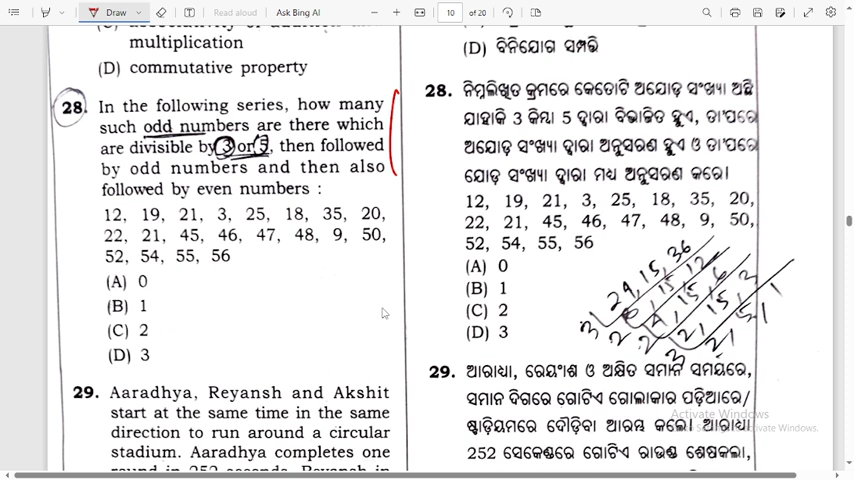 Draw
Read aloud
Ask Bing AI
10
of 20
multiplication
(D) commutative property
28. In the following series, how many
such odd numbers are there which
are divisible by 3 or 5, then followed
by odd numbers and then also
followed by even numbers :
12, 19, 21, 3, 25, 18, 35, 20,
22, 21, 45, 46, 47, 48, 9, 50,
52, 54, 55, 56
(A) 0
(B) 1
(C) 2
(D) 3
29. Aaradhya, Reyansh and Akshit
start at the same time in the same
direction to run around a circular
stadium. Aaradhya completes one
round in 252 seconds, Reyansh in
(D) ବିନିଯୋଗ ସମ୍ପତ୍ତି
28. ନିମ୍ନଲିଖିତ କ୍ରମରେ କେତୋଟି ଅଯୋଡ଼ ସଂଖ୍ୟା ଅଛି
ଯାହାକି 3 କିମ୍ବା 5 ଦ୍ୱାରା ବିଭାଜିତ ହୁଏ, ତା'ପରେ
ଅଯୋଡ଼ ସଂଖ୍ୟା ଦ୍ୱାରା ଅନୁସରଣ ହୁଏ ଓ ତା'ପରେ
ଯୋଡ଼ ସଂଖ୍ୟା ଦ୍ୱାରା ମଧ୍ୟ ଅନୁସରଣ କରେ।
12, 19, 21, 3, 25, 18, 35, 20,
22, 21, 45, 46, 47, 48, 9, 50,
52, 54, 55, 56
(A) 0
(B) 1
(C) 2
(D) 3
29. ଆରାଧ୍ୟା, ରେୟାଂଶ ଓ ଅକ୍ଷିତ ସମାନ ସମୟରେ,
ସମାନ ଦିଗରେ ଗୋଟିଏ ଗୋଲାକାର ପଡ଼ିଆରେ/
ଷ୍ଟାଡ଼ିୟମରେ ଦୌଡ଼ିବା ଆରମ୍ଭ କଲେ। ଆରାଧ୍ୟା
252 ସେକେଣ୍ଡରେ ଗୋଟିଏ ରାଉଣ୍ଡ ଶେଷକଲା,
Activate Windows